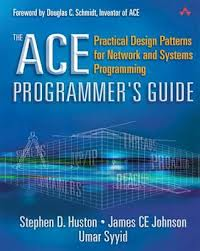 Foreword by Douglas C. Schmidt, Inventor of ACE
THE
ACE
Practical Design Patterns
for Network and Systems
Programming
PROGRAMMER'S GUIDE
Stephen D. Huston • James CE Johnson
Umar Syyid